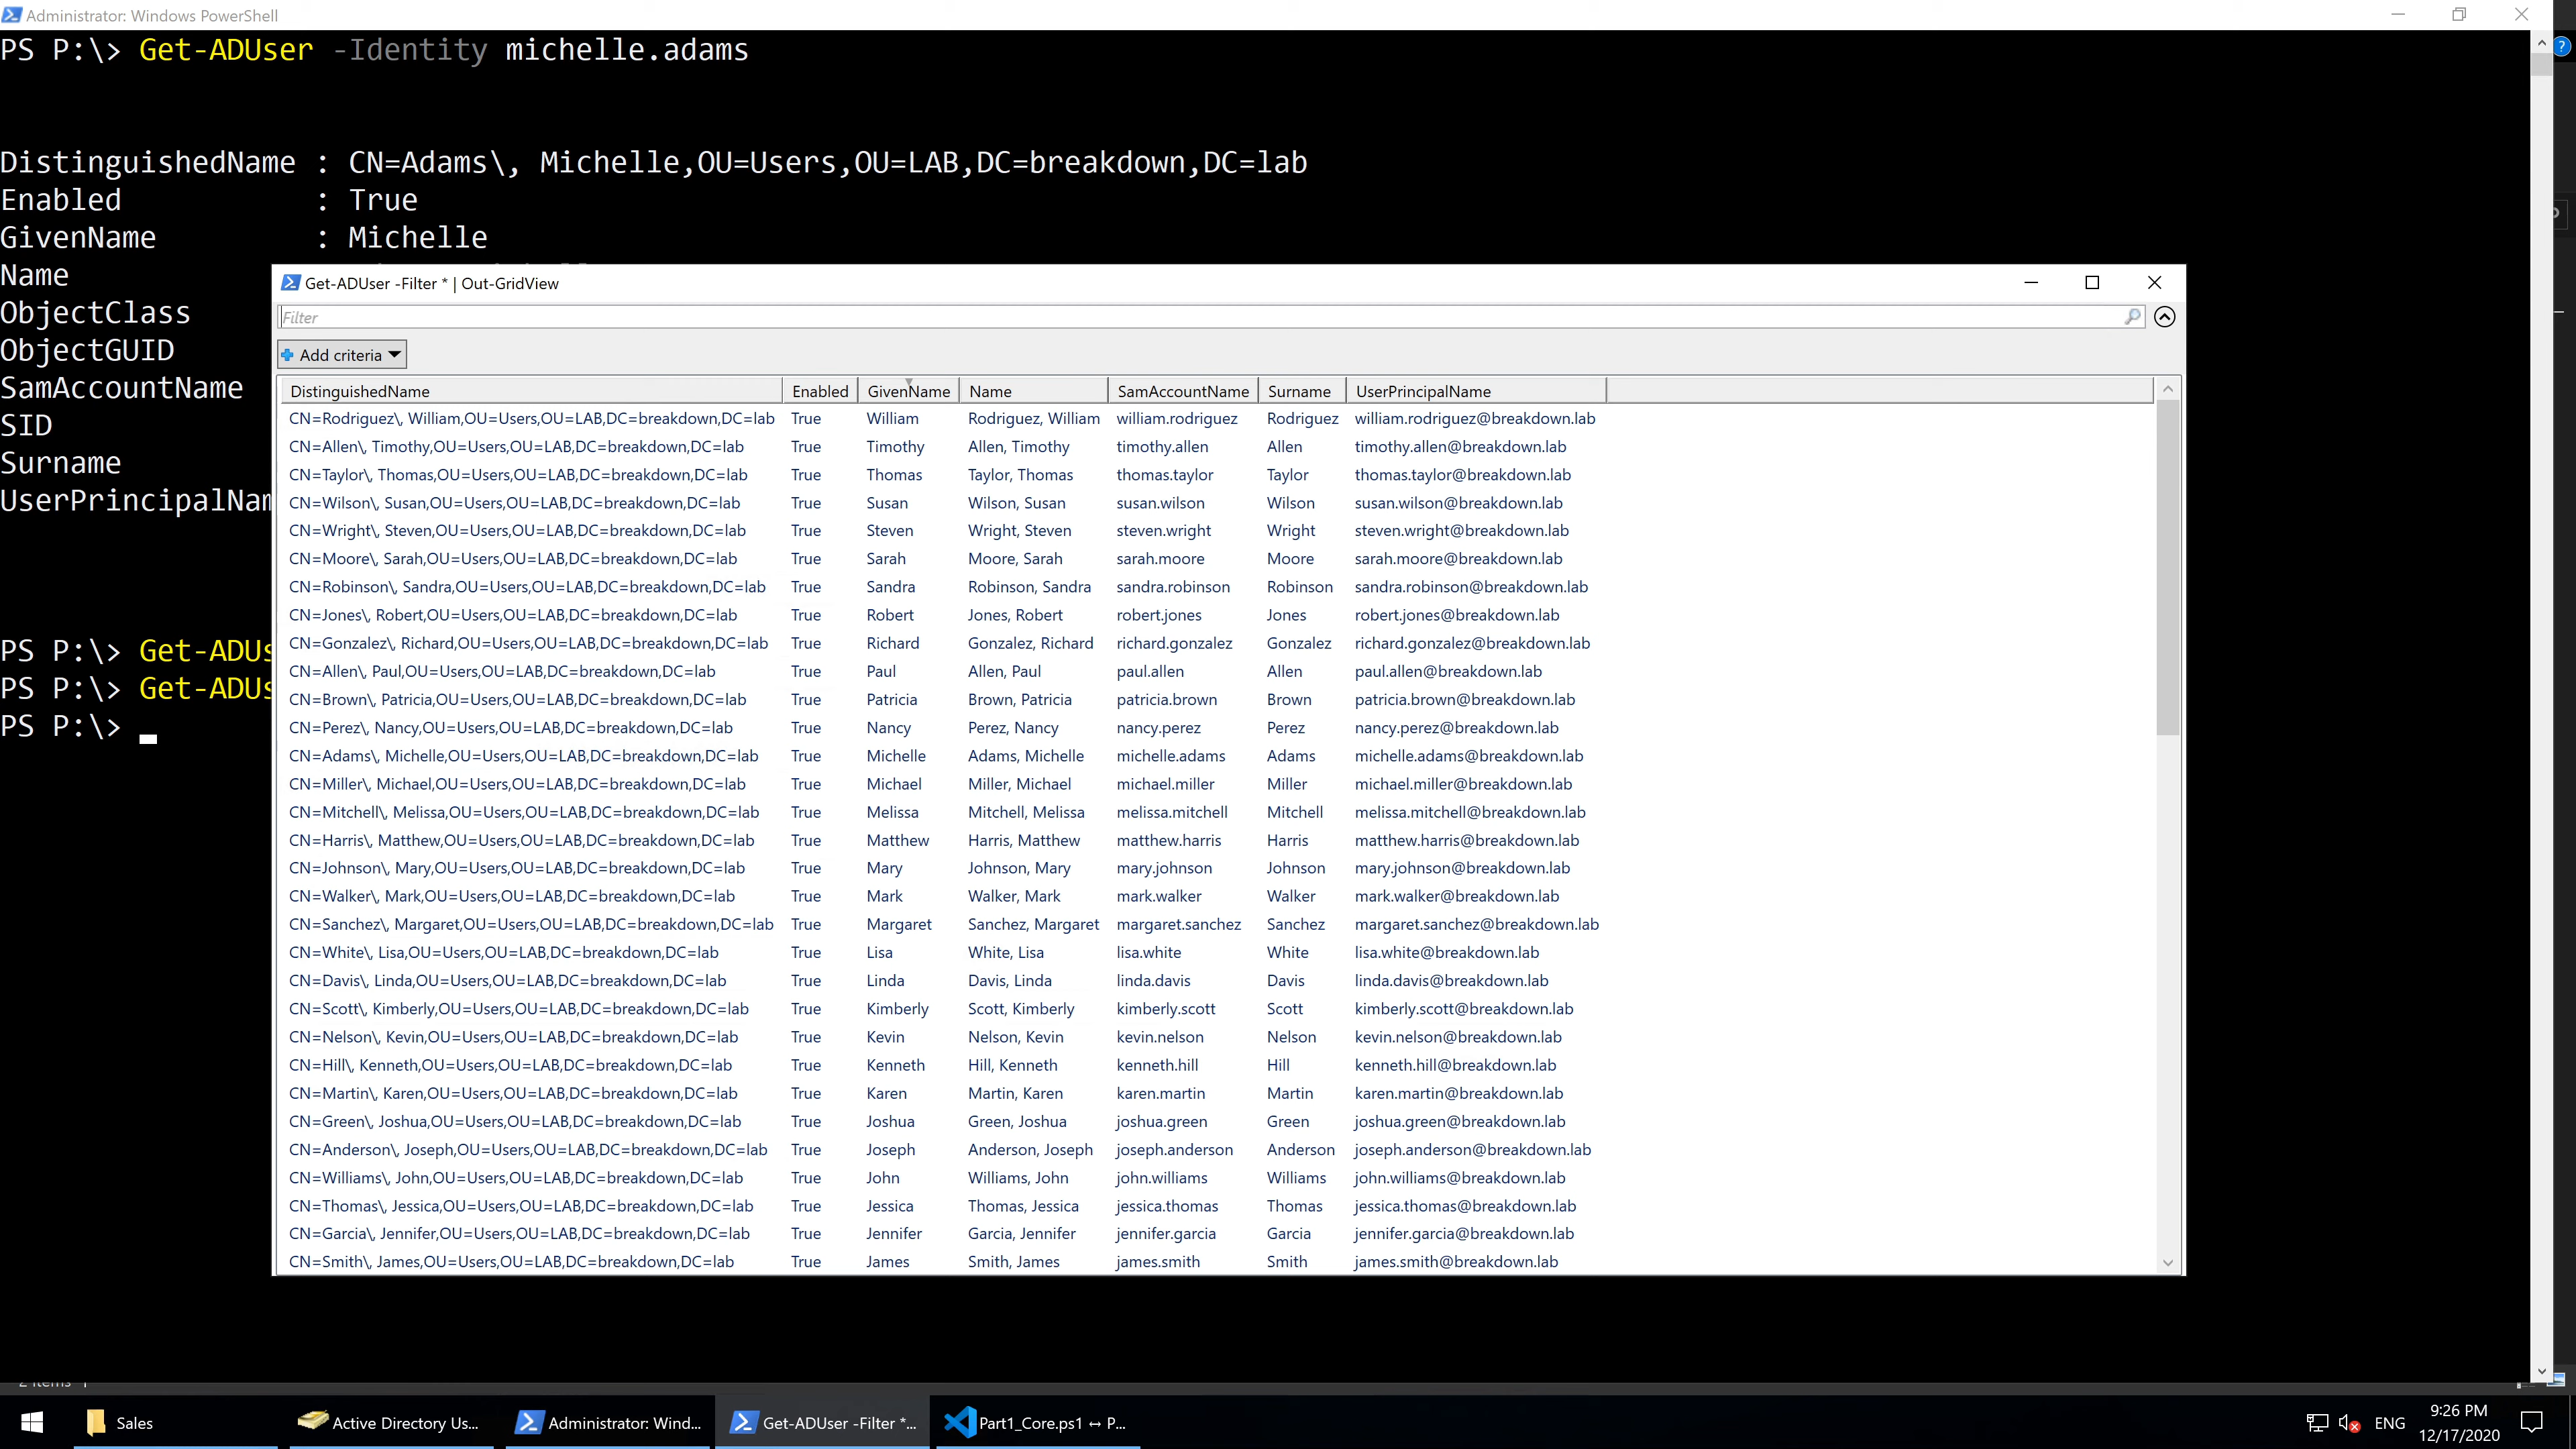 Administrator: Windows PowerShell
PS P:\> Get-ADUser -Identity michelle.adams
DistinguishedName : CN=Adams\, Michelle,OU=Users,OU=LAB,DC=breakdown,DC=lab
Enabled : True
GivenName : Michelle
Name
ObjectClass
ObjectGUID
SamAccountName
SID
Surname
UserPrincipalNam
PS P:\> Get-ADUs
PS P:\> Get-ADUs
PS P:\>
Get-ADUser -Filter * | Out-GridView
Filter
Add criteria
DistinguishedName Enabled GivenName Name SamAccountName Surname UserPrincipalName
CN=Rodriguez\, William,OU=Users,OU=LAB,DC=breakdown,DC=lab True William Rodriguez, William william.rodriguez Rodriguez william.rodriguez@breakdown.lab
CN=Allen\, Timothy,OU=Users,OU=LAB,DC=breakdown,DC=lab True Timothy Allen, Timothy timothy.allen Allen timothy.allen@breakdown.lab
CN=Taylor\, Thomas,OU=Users,OU=LAB,DC=breakdown,DC=lab True Thomas Taylor, Thomas thomas.taylor Taylor thomas.taylor@breakdown.lab
CN=Wilson\, Susan,OU=Users,OU=LAB,DC=breakdown,DC=lab True Susan Wilson, Susan susan.wilson Wilson susan.wilson@breakdown.lab
CN=Wright\, Steven,OU=Users,OU=LAB,DC=breakdown,DC=lab True Steven Wright, Steven steven.wright Wright steven.wright@breakdown.lab
CN=Moore\, Sarah,OU=Users,OU=LAB,DC=breakdown,DC=lab True Sarah Moore, Sarah sarah.moore Moore sarah.moore@breakdown.lab
CN=Robinson\, Sandra,OU=Users,OU=LAB,DC=breakdown,DC=lab True Sandra Robinson, Sandra sandra.robinson Robinson sandra.robinson@breakdown.lab
CN=Jones\, Robert,OU=Users,OU=LAB,DC=breakdown,DC=lab True Robert Jones, Robert robert.jones Jones robert.jones@breakdown.lab
CN=Gonzalez\, Richard,OU=Users,OU=LAB,DC=breakdown,DC=lab True Richard Gonzalez, Richard richard.gonzalez Gonzalez richard.gonzalez@breakdown.lab
CN=Allen\, Paul,OU=Users,OU=LAB,DC=breakdown,DC=lab True Paul Allen, Paul paul.allen Allen paul.allen@breakdown.lab
CN=Brown\, Patricia,OU=Users,OU=LAB,DC=breakdown,DC=lab True Patricia Brown, Patricia patricia.brown Brown patricia.brown@breakdown.lab
CN=Perez\, Nancy,OU=Users,OU=LAB,DC=breakdown,DC=lab True Nancy Perez, Nancy nancy.perez Perez nancy.perez@breakdown.lab
CN=Adams\, Michelle,OU=Users,OU=LAB,DC=breakdown,DC=lab True Michelle Adams, Michelle michelle.adams Adams michelle.adams@breakdown.lab
CN=Miller\, Michael,OU=Users,OU=LAB,DC=breakdown,DC=lab True Michael Miller, Michael michael.miller Miller michael.miller@breakdown.lab
CN=Mitchell\, Melissa,OU=Users,OU=LAB,DC=breakdown,DC=lab True Melissa Mitchell, Melissa melissa.mitchell Mitchell melissa.mitchell@breakdown.lab
CN=Harris\, Matthew,OU=Users,OU=LAB,DC=breakdown,DC=lab True Matthew Harris, Matthew matthew.harris Harris matthew.harris@breakdown.lab
CN=Johnson\, Mary,OU=Users,OU=LAB,DC=breakdown,DC=lab True Mary Johnson, Mary mary.johnson Johnson mary.johnson@breakdown.lab
CN=Walker\, Mark,OU=Users,OU=LAB,DC=breakdown,DC=lab True Mark Walker, Mark mark.walker Walker mark.walker@breakdown.lab
CN=Sanchez\, Margaret,OU=Users,OU=LAB,DC=breakdown,DC=lab True Margaret Sanchez, Margaret margaret.sanchez Sanchez margaret.sanchez@breakdown.lab
CN=White\, Lisa,OU=Users,OU=LAB,DC=breakdown,DC=lab True Lisa White, Lisa lisa.white White lisa.white@breakdown.lab
CN=Davis\, Linda,OU=Users,OU=LAB,DC=breakdown,DC=lab True Linda Davis, Linda linda.davis Davis linda.davis@breakdown.lab
CN=Scott\, Kimberly,OU=Users,OU=LAB,DC=breakdown,DC=lab True Kimberly Scott, Kimberly kimberly.scott Scott kimberly.scott@breakdown.lab
CN=Nelson\, Kevin,OU=Users,OU=LAB,DC=breakdown,DC=lab True Kevin Nelson, Kevin kevin.nelson Nelson kevin.nelson@breakdown.lab
CN=Hill\, Kenneth,OU=Users,OU=LAB,DC=breakdown,DC=lab True Kenneth Hill, Kenneth kenneth.hill Hill kenneth.hill@breakdown.lab
CN=Martin\, Karen,OU=Users,OU=LAB,DC=breakdown,DC=lab True Karen Martin, Karen karen.martin Martin karen.martin@breakdown.lab
CN=Green\, Joshua,OU=Users,OU=LAB,DC=breakdown,DC=lab True Joshua Green, Joshua joshua.green Green joshua.green@breakdown.lab
CN=Anderson\, Joseph,OU=Users,OU=LAB,DC=breakdown,DC=lab True Joseph Anderson, Joseph joseph.anderson Anderson joseph.anderson@breakdown.lab
CN=Williams\, John,OU=Users,OU=LAB,DC=breakdown,DC=lab True John Williams, John john.williams Williams john.williams@breakdown.lab
CN=Thomas\, Jessica,OU=Users,OU=LAB,DC=breakdown,DC=lab True Jessica Thomas, Jessica jessica.thomas Thomas jessica.thomas@breakdown.lab
CN=Garcia\, Jennifer,OU=Users,OU=LAB,DC=breakdown,DC=lab True Jennifer Garcia, Jennifer jennifer.garcia Garcia jennifer.garcia@breakdown.lab
CN=Smith\, James,OU=Users,OU=LAB,DC=breakdown,DC=lab True James Smith, James james.smith Smith james.smith@breakdown.lab
Sales Active Directory Us... Administrator: Wind... Get-ADUser -Filter *... Part1_Core.ps1 ↔ P... ENG 9:26 PM
12/17/2020